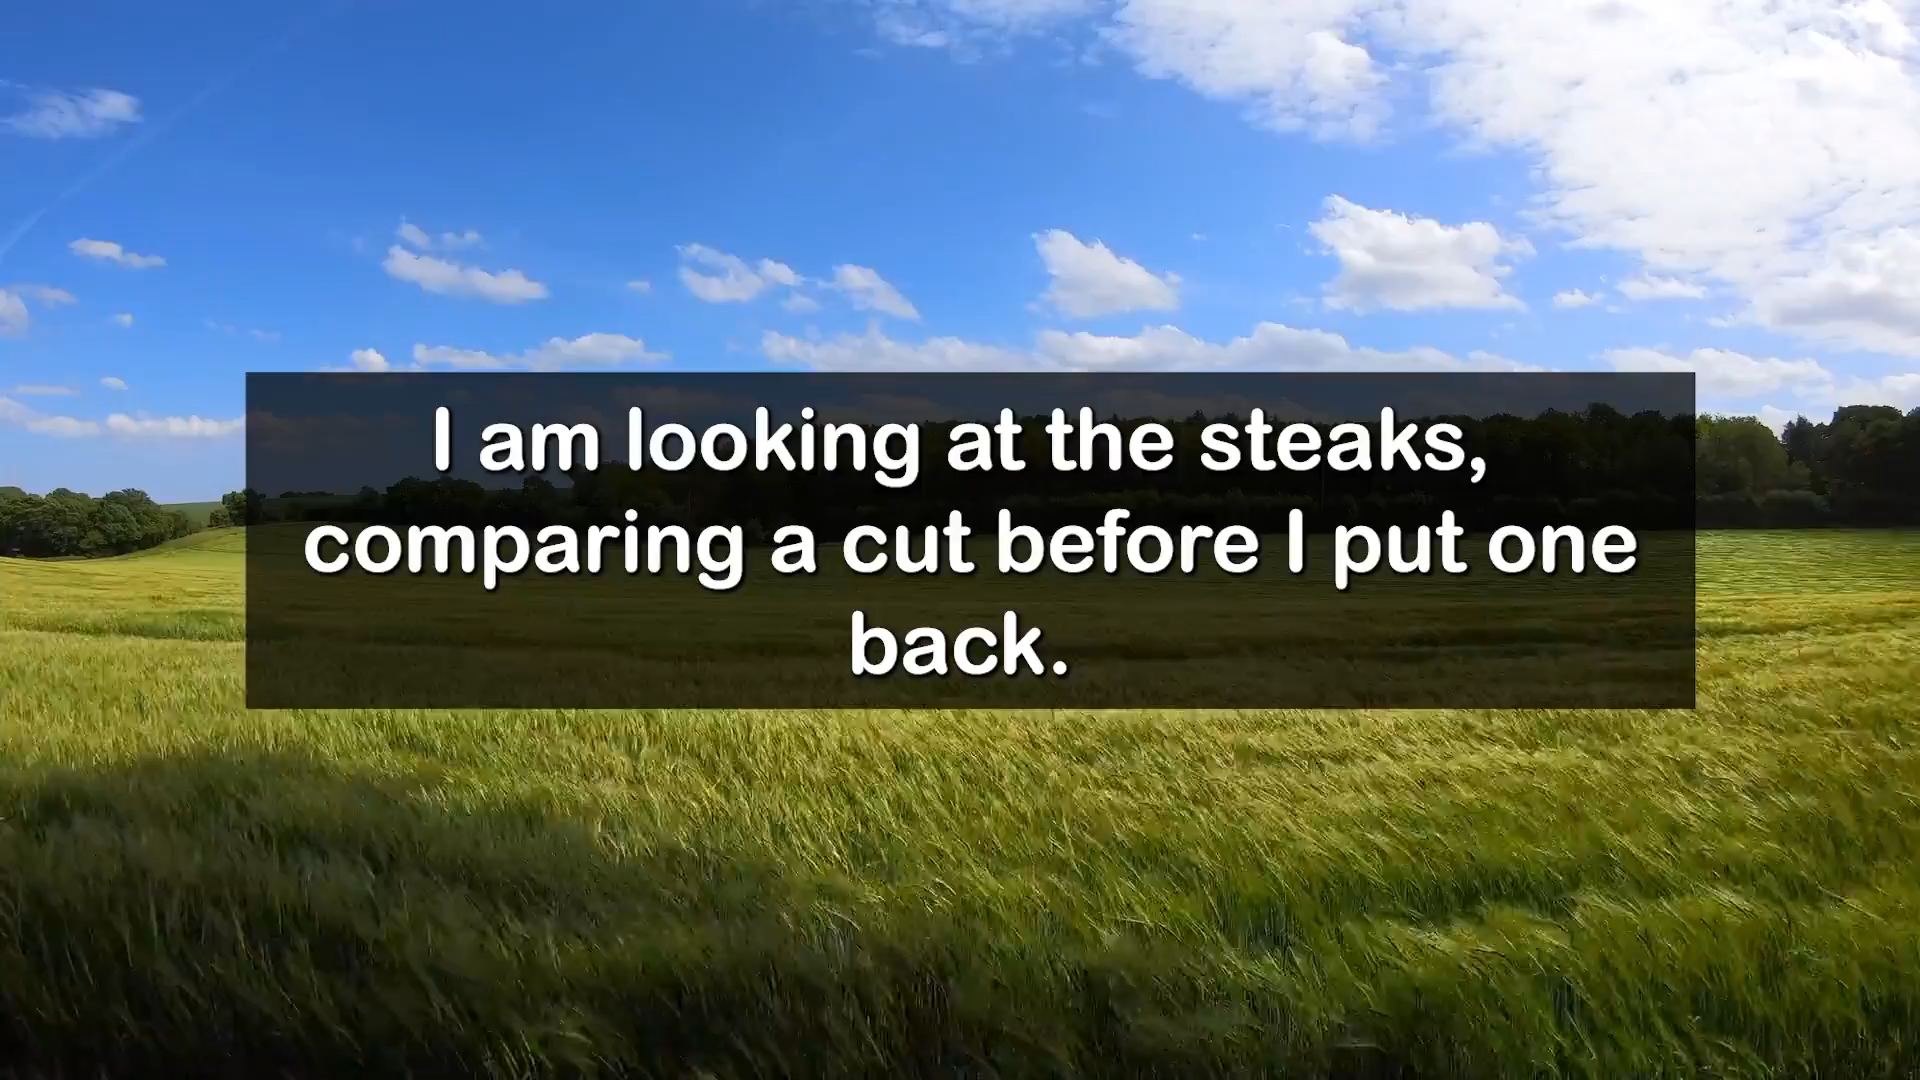 I am looking at the steaks,
comparing a cut before I put one
back.